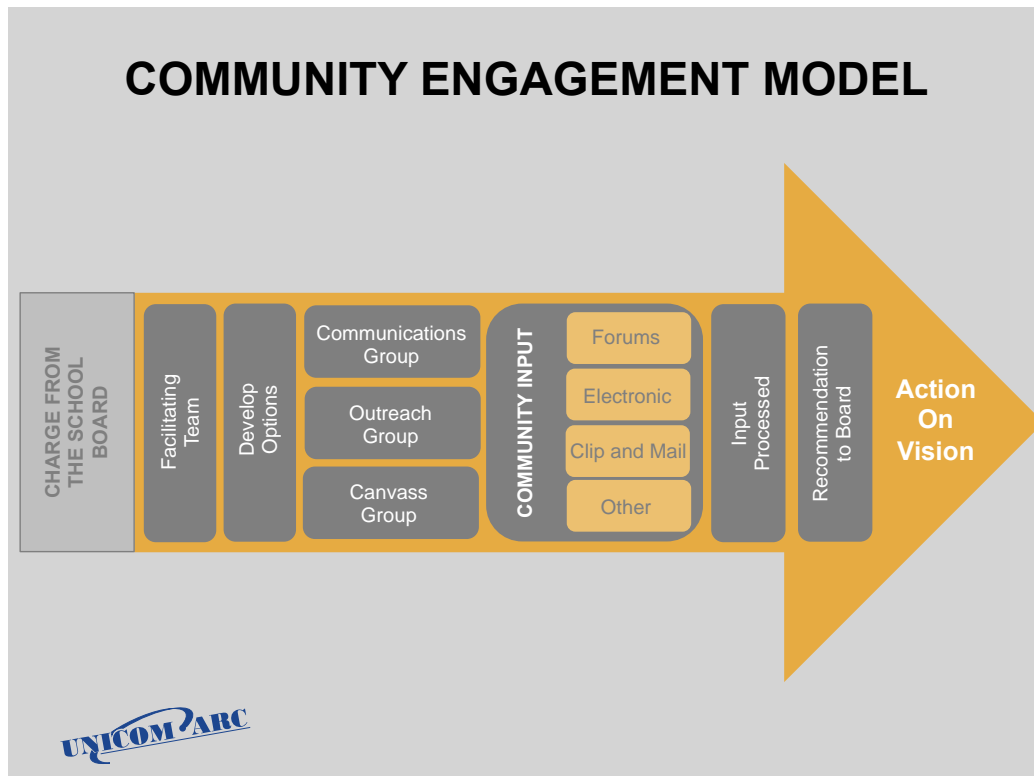 COMMUNITY ENGAGEMENT MODEL
CHARGE FROM
THE SCHOOL
BOARD
Facilitating
Team
Develop
Options
Communications
Group
Outreach
Group
Canvass
Group
COMMUNITY INPUT
Forums
Electronic
Clip and Mail
Other
Input
Processed
Recommendation
to Board
Action
On
Vision
UNICOM ARC